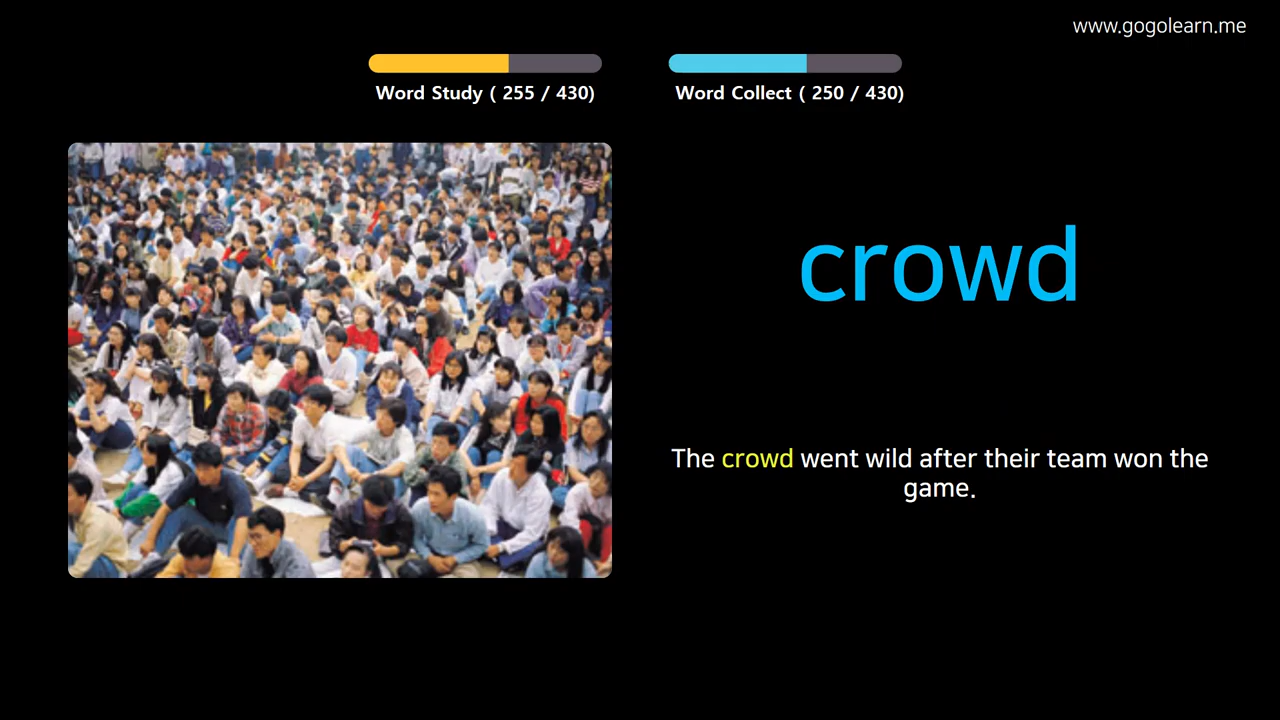 www.gogolearn.me
Word Study ( 255 / 430)
Word Collect ( 250 / 430)
crowd
The crowd went wild after their team won the
game.